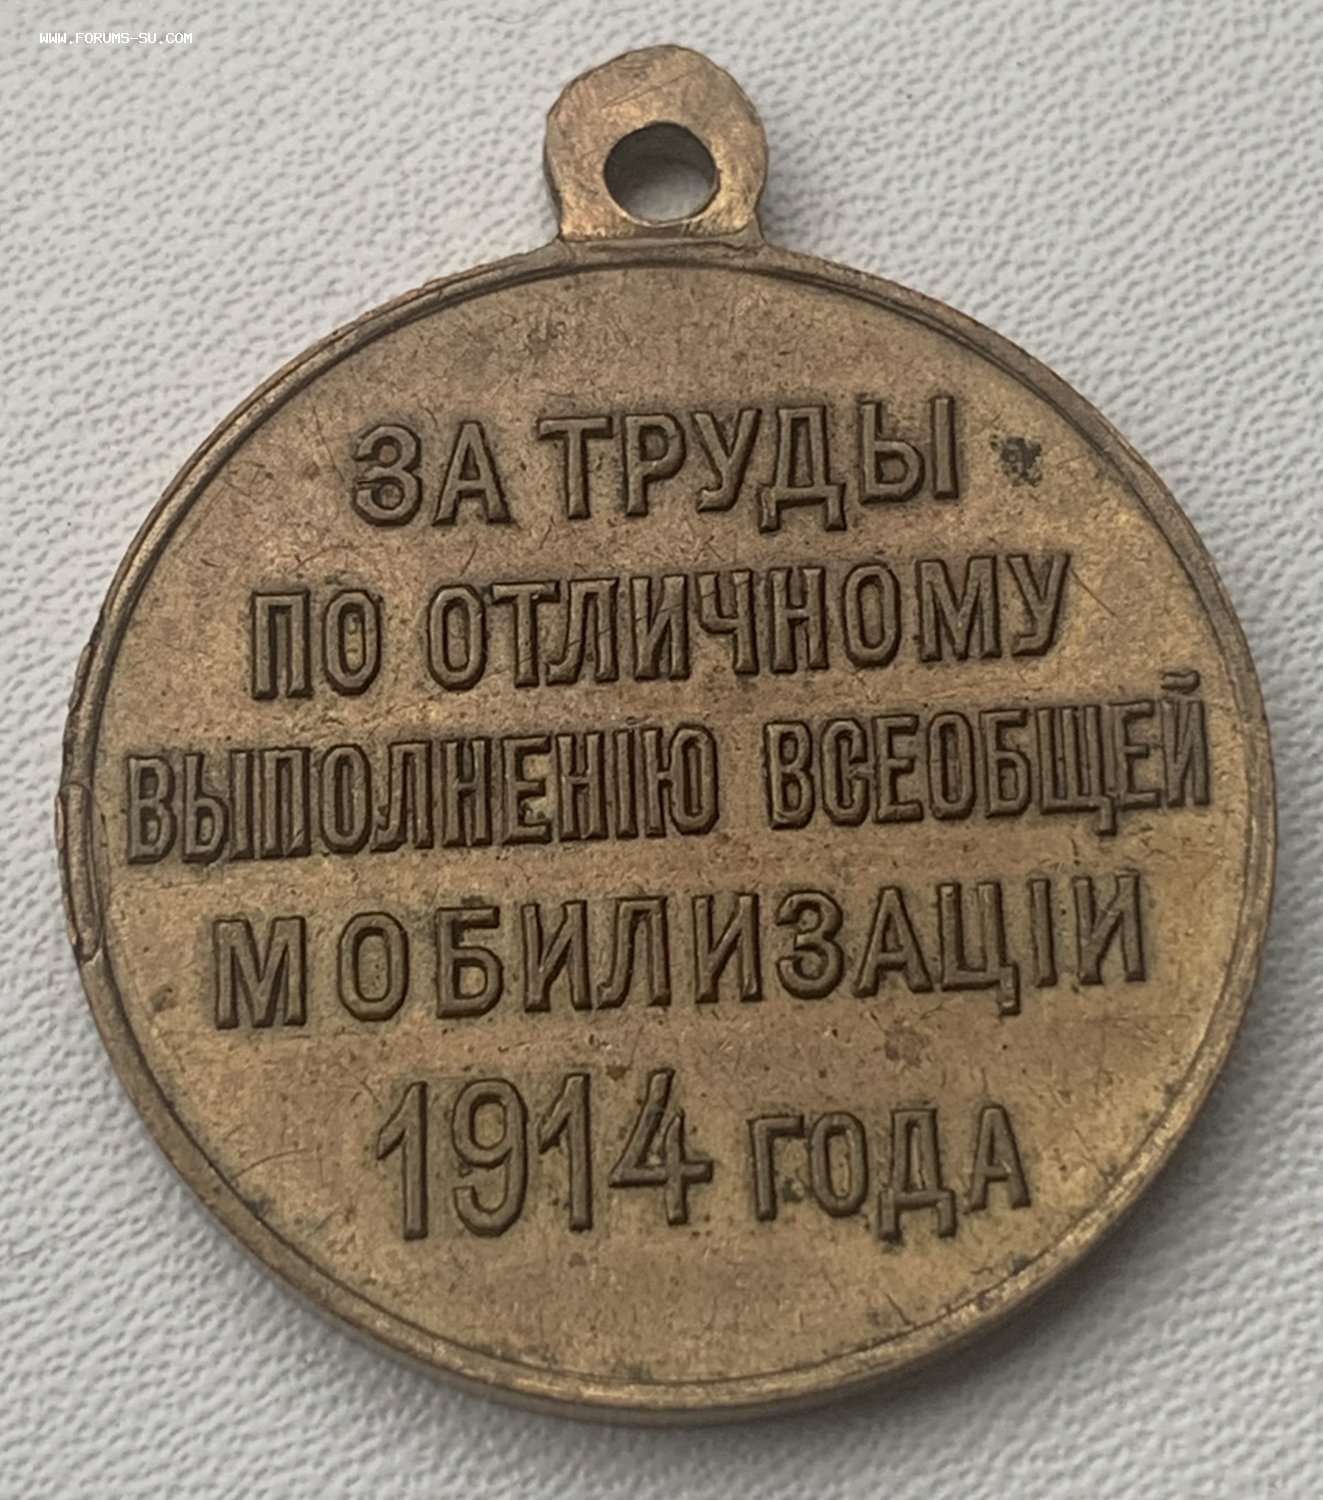 WWW.FORUMS-SU.COM
ЗА ТРУДЫ
ПО ОТЛИЧНОМУ
ВЫПОЛНЕНІЮ ВСЕОБЩЕЙ
МОБИЛИЗАЦІИ
1914 ГОДА